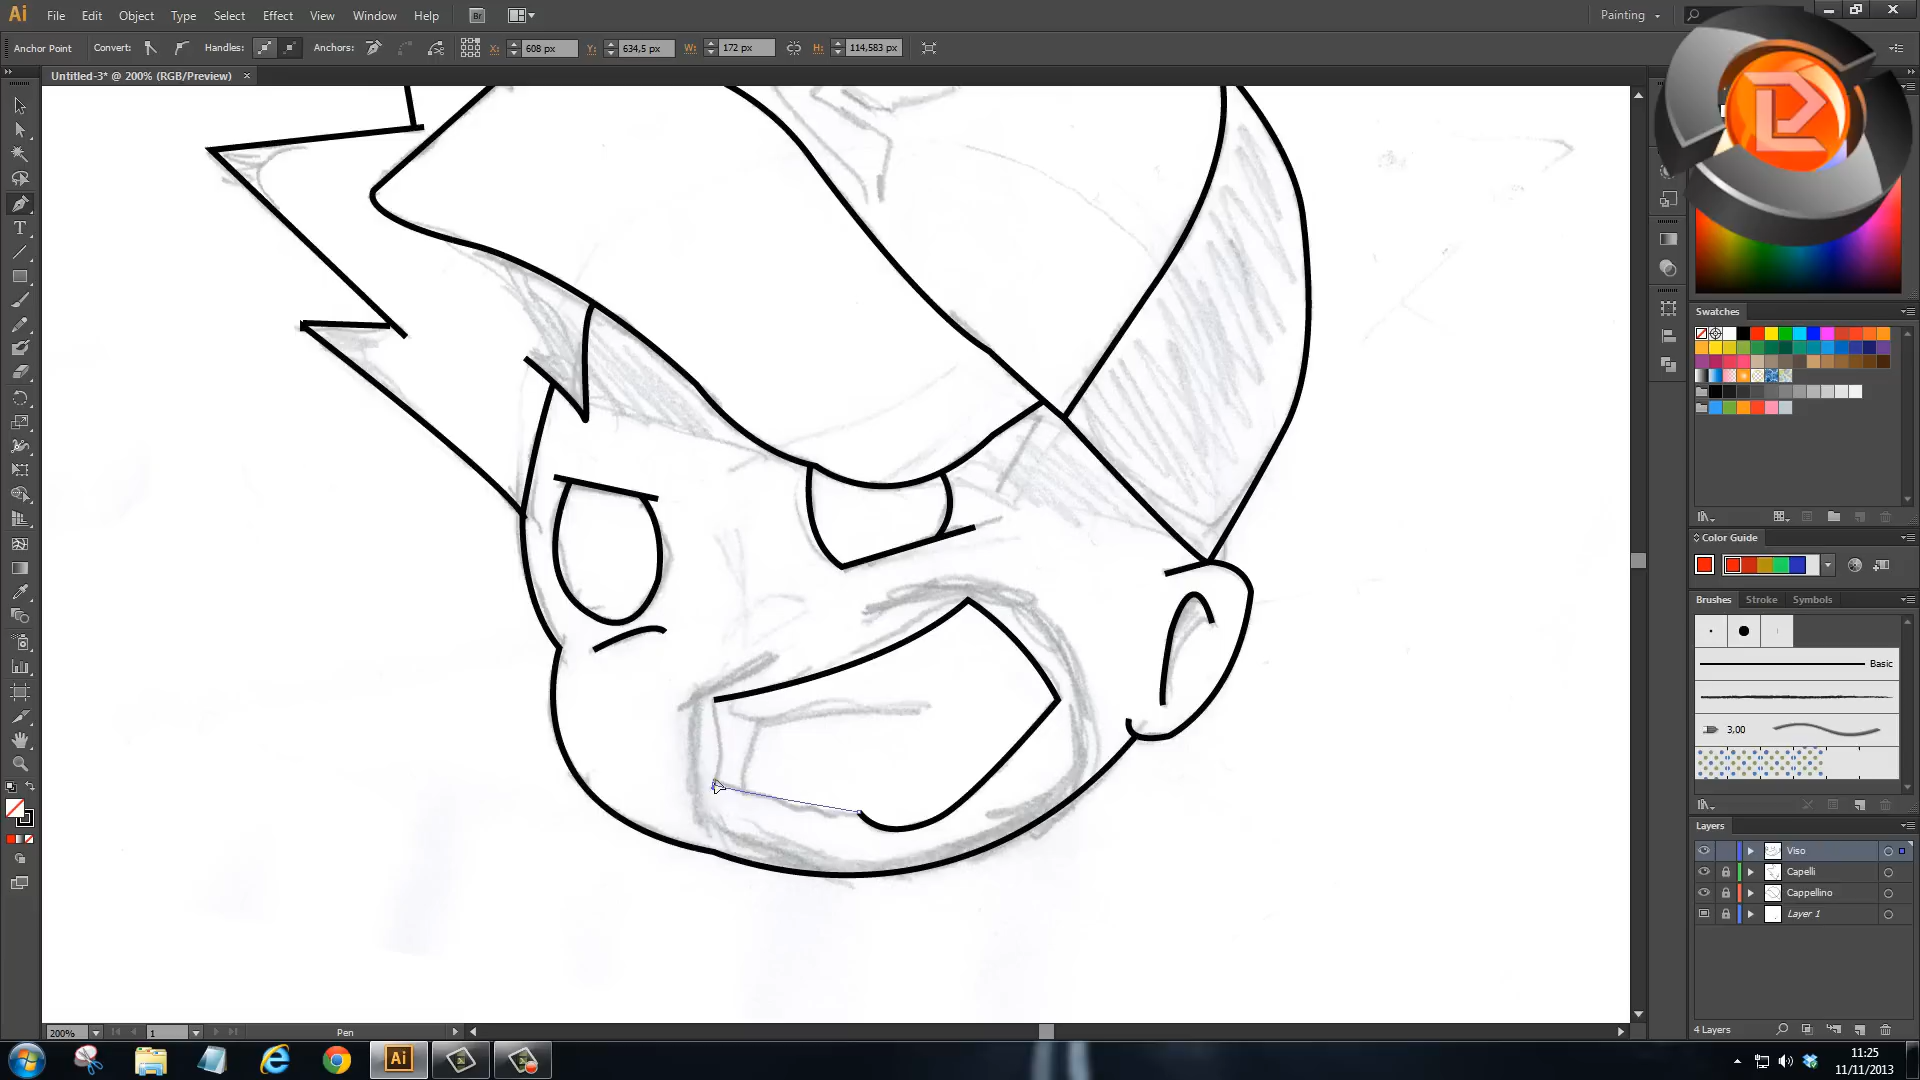 Ai File Edit Object Type Select Effect View Window Help Br Painting
Anchor Point Convert: Handles: Anchors: X: 608 px Y: 634,5 px W: 172 px H: 114,583 px
Untitled-3* @ 200% (RGB/Preview) ×
Swatches
Color Guide
Brushes Stroke Symbols
Basic
3,00
Layers
Viso
Capelli
Cappellino
Layer 1
4 Layers
200% 1 Pen
Ai
11:25
11/11/2013